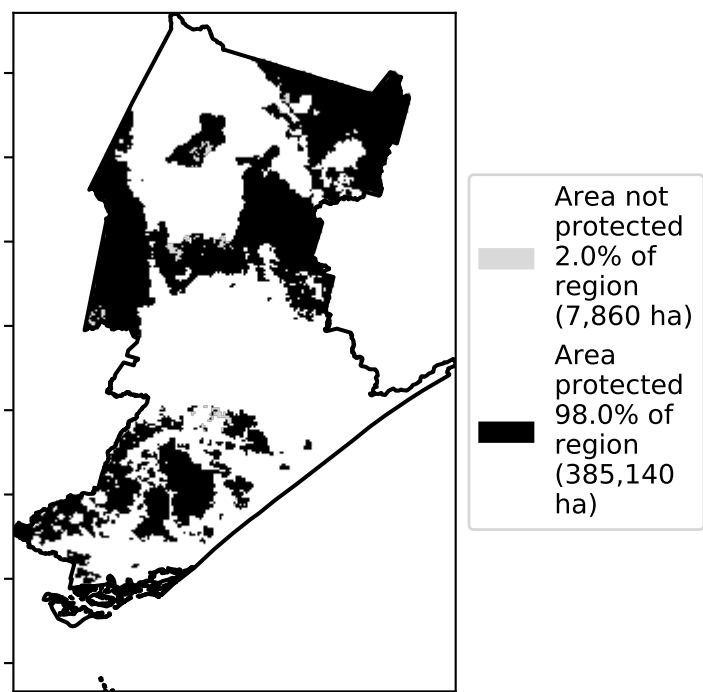 Area not
protected
2.0% of
region
(7,860 ha)
Area
protected
98.0% of
region
(385,140
ha)